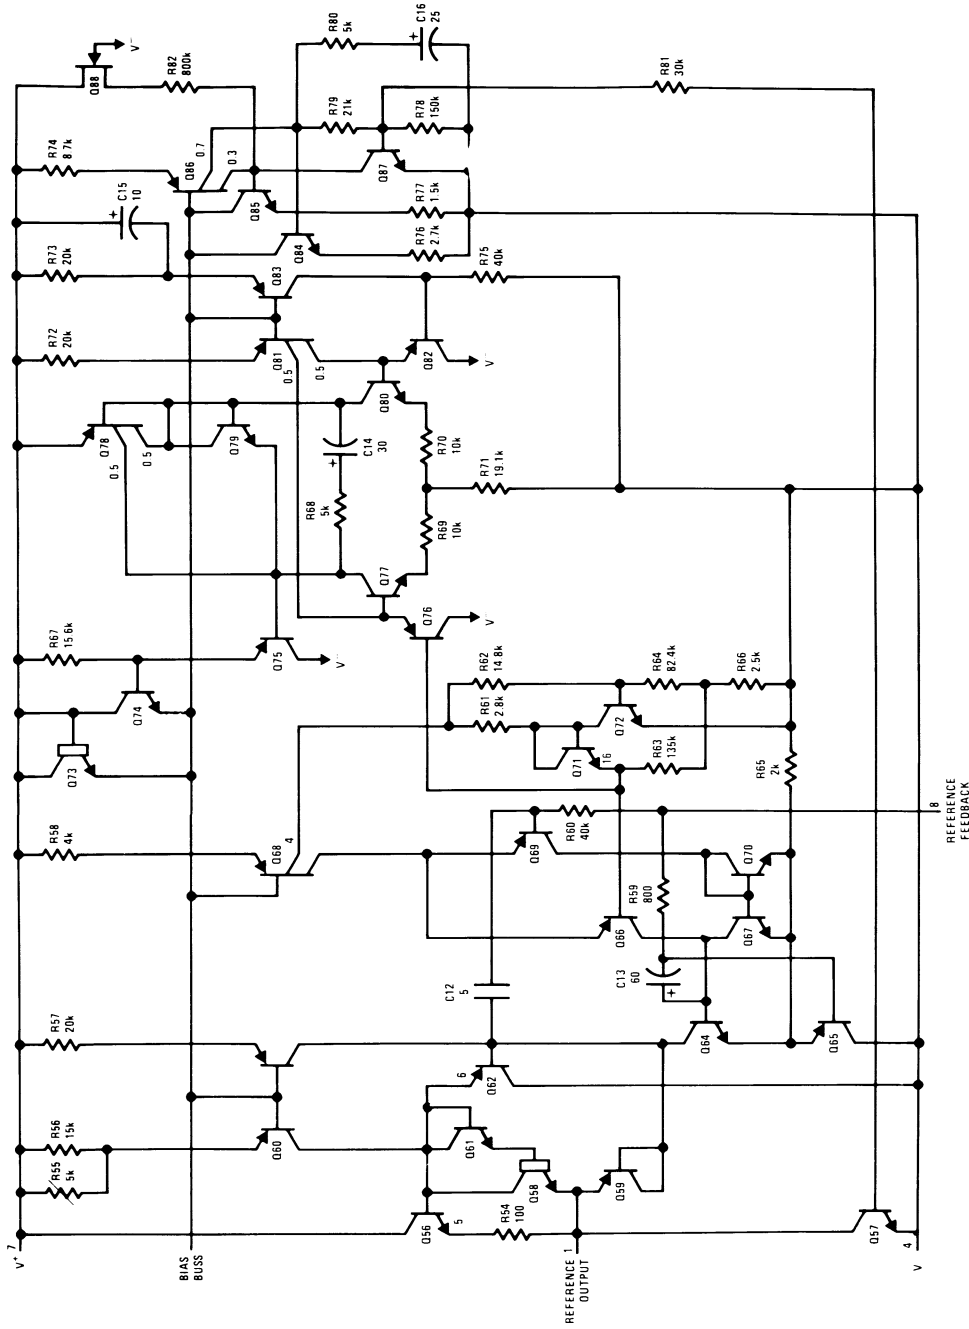 V+ 7
BIAS
BUSS
REFERENCE 1
OUTPUT
V
4
REFERENCE
FEEDBACK
8
R55
5k
R56
15k
R57
20k
R58
4k
R67
15.6k
R72
20k
R73
20k
C15
10
R74
8.7k
Q88
V-
R82
800k
R80
5k
C16
25
Q73
Q74
Q75
V-
Q78
0.5
0.5
Q79
R68
5k
C14
30
Q80
Q81
0.5
0.5
Q82
V-
Q83
Q84
Q85
Q86
0.7
0.3
Q87
R79
21k
R78
150k
R77
1.5k
R76
2.7k
R75
40k
R81
30k
R70
10k
R71
19.1k
R69
10k
Q77
Q76
V-
Q60
Q68
4
Q61
Q62
6
Q56
5
Q58
R54
100
Q59
Q57
C12
5
Q69
R60
40k
R59
800
Q66
Q67
Q70
C13
60
Q64
Q65
R61
2.8k
R62
14.8k
Q71
16
Q72
R63
135k
R64
82.4k
R66
2.5k
R65
2k